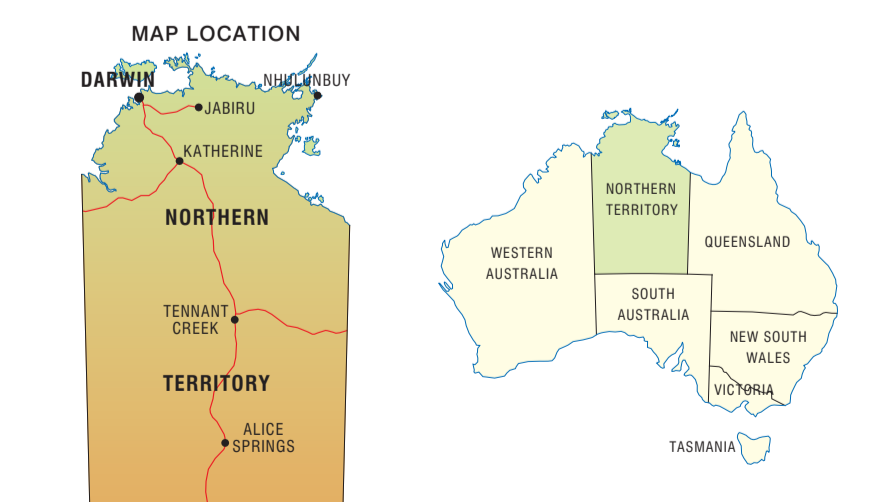 MAP LOCATION
DARWIN
NHULUNBUY
JABIRU
KATHERINE
NORTHERN
TENNANT
CREEK
TERRITORY
ALICE
SPRINGS
NORTHERN
TERRITORY
QUEENSLAND
WESTERN
AUSTRALIA
SOUTH
AUSTRALIA
NEW SOUTH
WALES
VICTORIA
TASMANIA